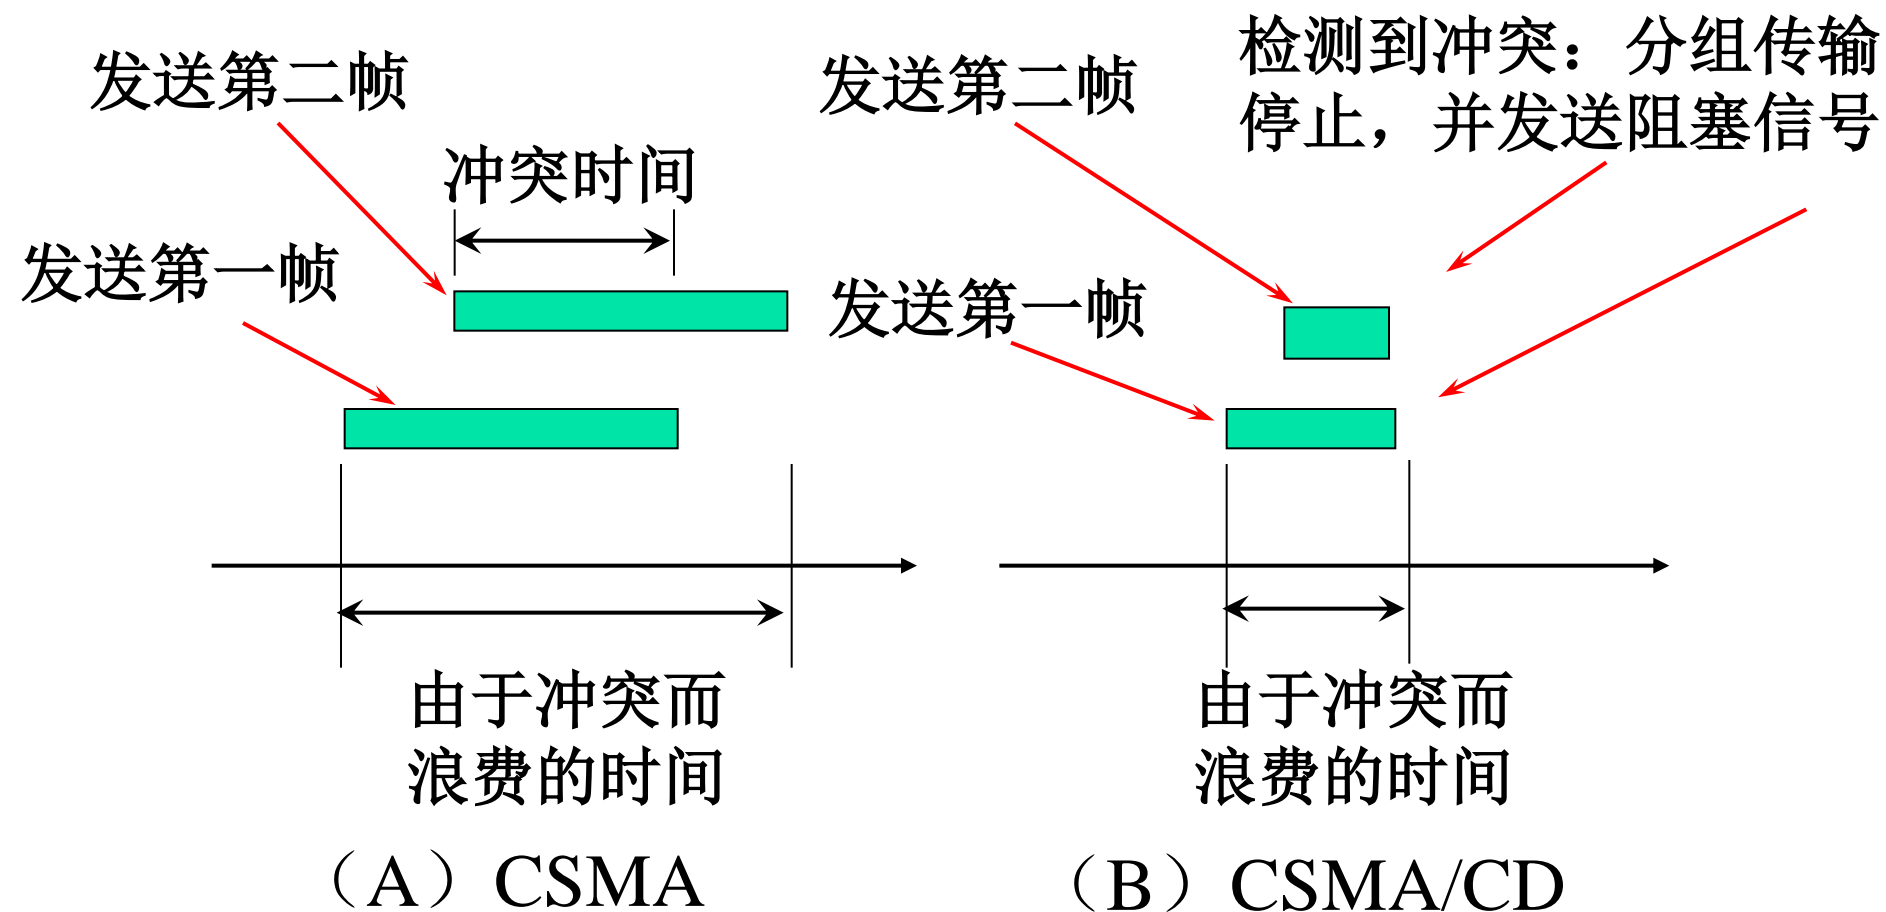 发送第二帧
冲突时间
发送第一帧
由于冲突而
浪费的时间
（A）CSMA
发送第二帧
检测到冲突：分组传输
停止，并发送阻塞信号
发送第一帧
由于冲突而
浪费的时间
（B）CSMA/CD